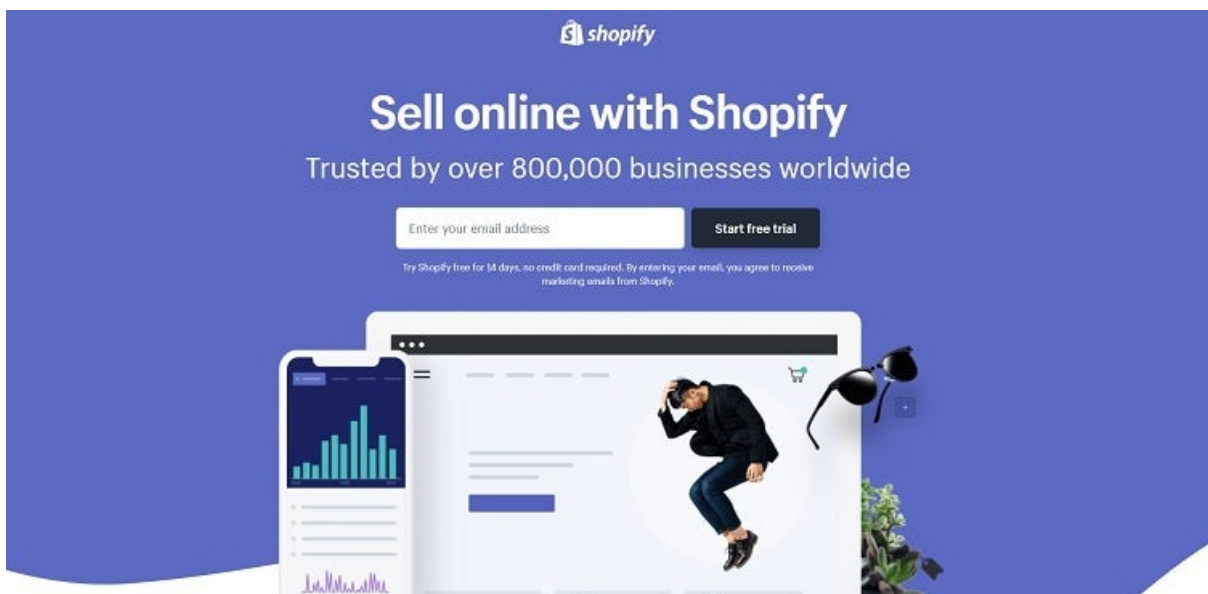 shopify
Sell online with Shopify
Trusted by over 800,000 businesses worldwide
Enter your email address
Start free trial
Try Shopify free for 14 days, no credit card required. By entering your email, you agree to receive
marketing emails from Shopify.